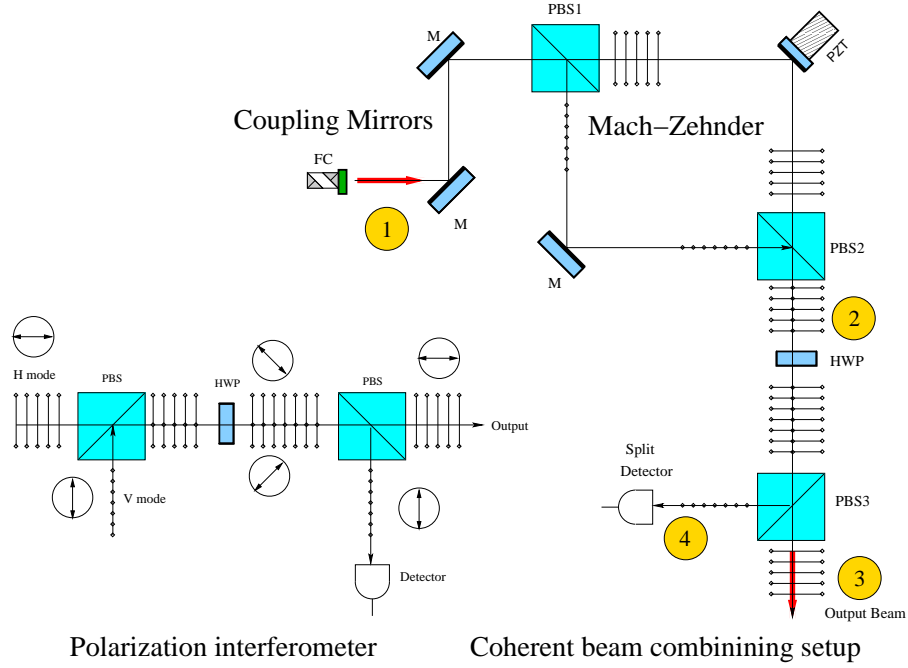 PBS1
M
PZT
Coupling Mirrors
Mach−Zehnder
FC
1
M
PBS2
M
2
H mode
PBS
HWP
PBS
HWP
Output
Split
Detector
V mode
PBS3
4
Detector
3
Output Beam
Polarization interferometer
Coherent beam combinining setup